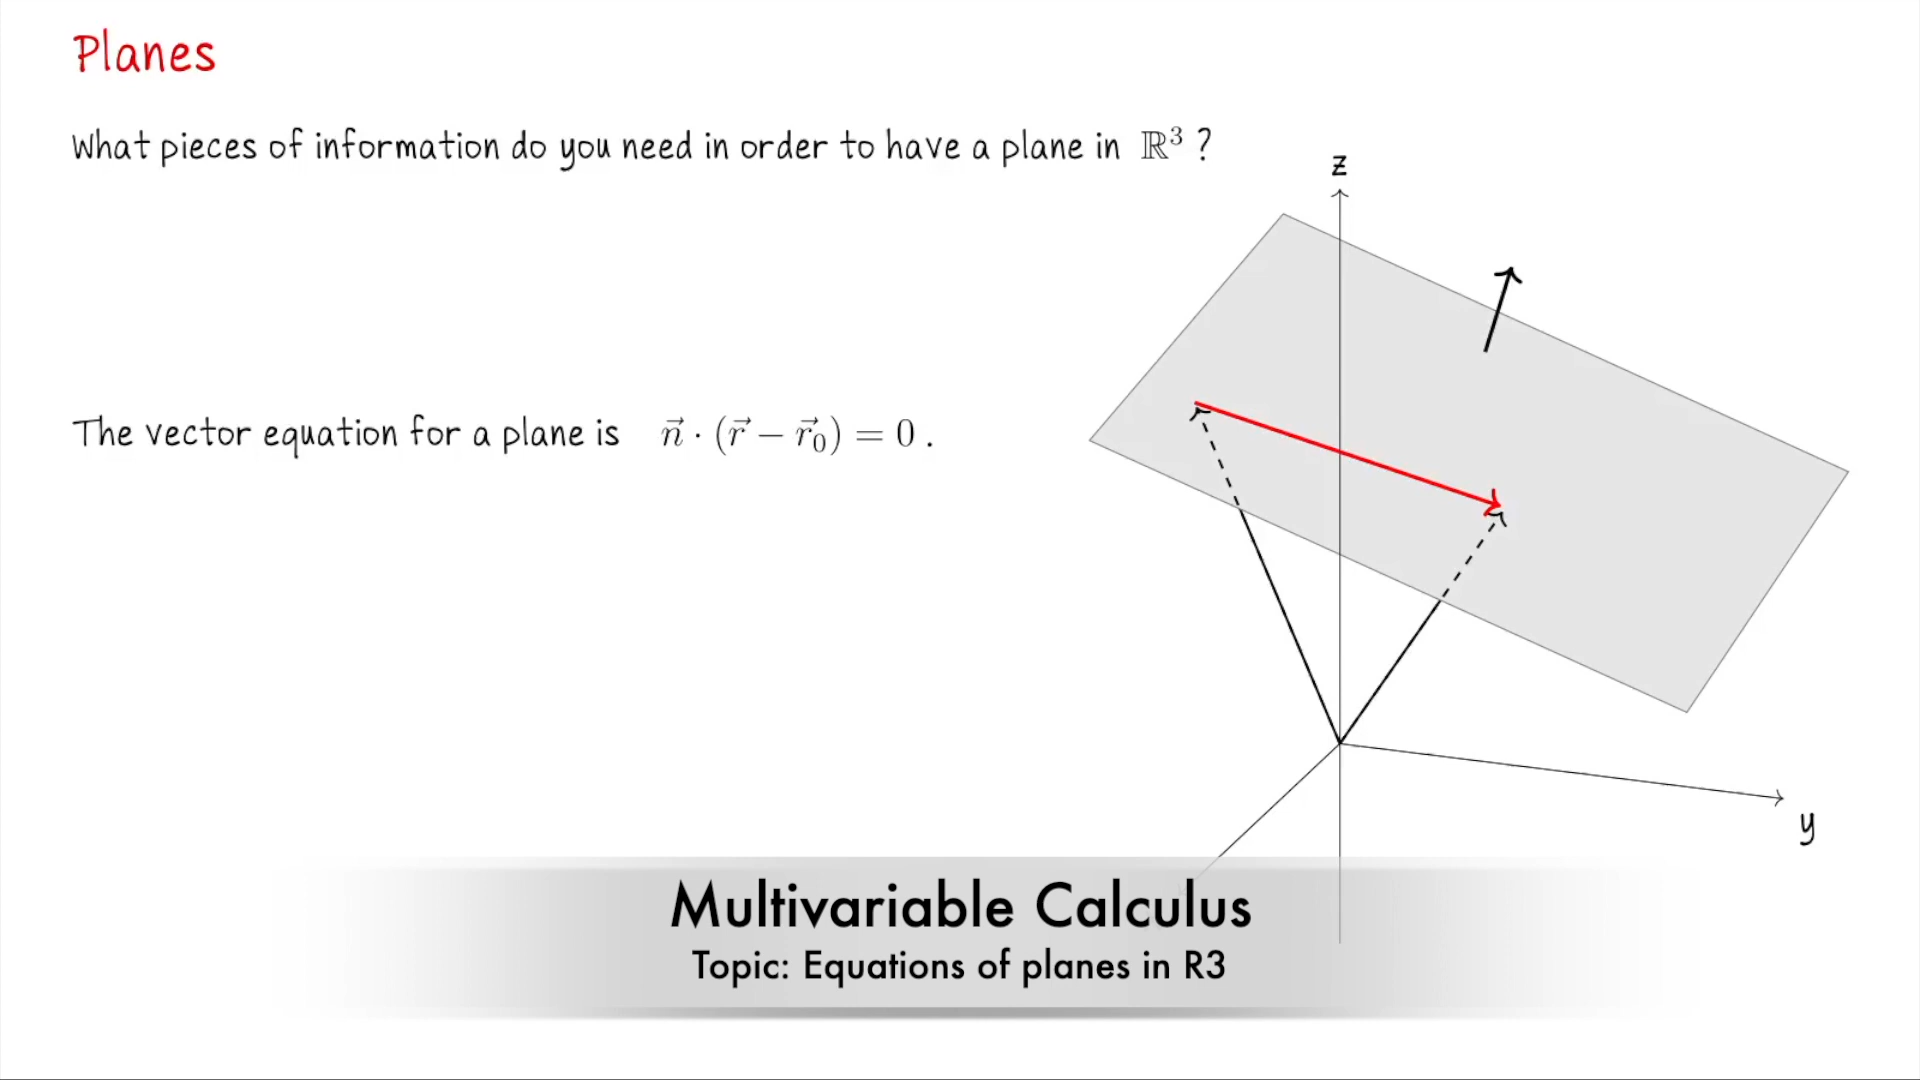 Planes
What pieces of information do you need in order to have a plane in ℝ³ ?
z
The vector equation for a plane is n⃗ · (r⃗ − r⃗₀) = 0 .
y
Multivariable Calculus
Topic: Equations of planes in R3